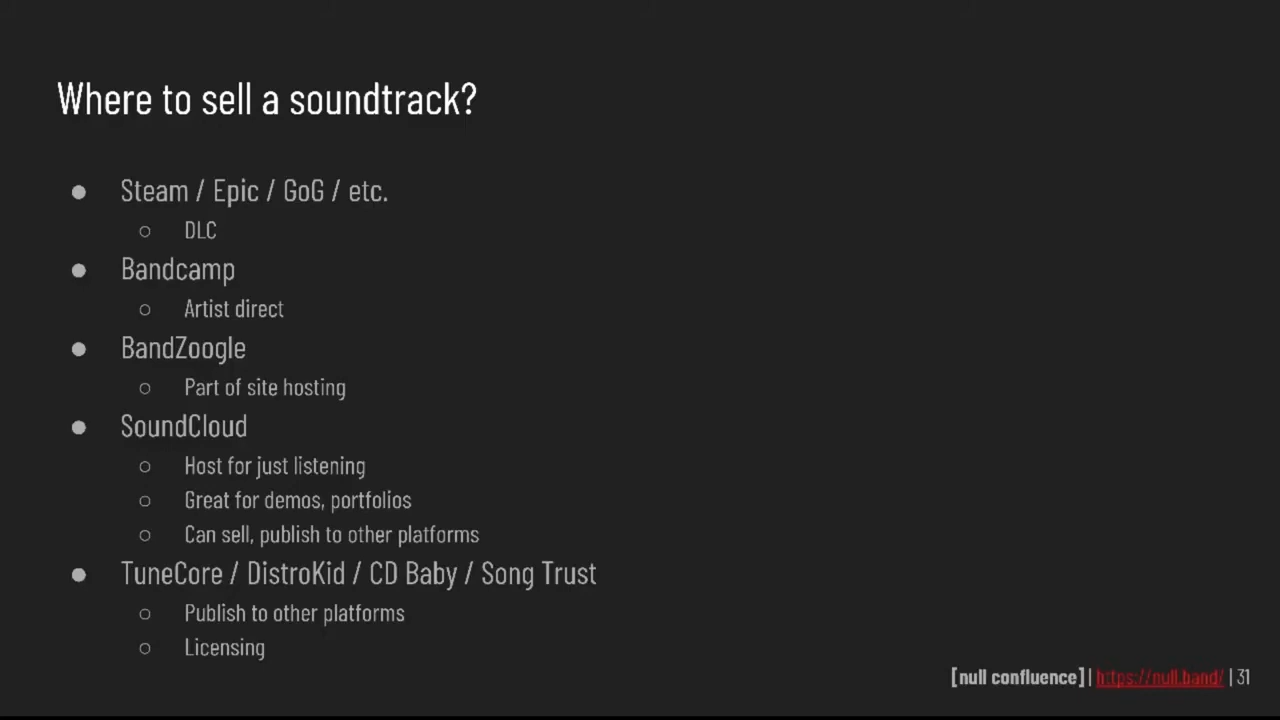 Where to sell a soundtrack?
● Steam / Epic / GoG / etc.
○ DLC
● Bandcamp
○ Artist direct
● BandZoogle
○ Part of site hosting
● SoundCloud
○ Host for just listening
○ Great for demos, portfolios
○ Can sell, publish to other platforms
● TuneCore / DistroKid / CD Baby / Song Trust
○ Publish to other platforms
○ Licensing
[null confluence] | https://null.band/ | 31